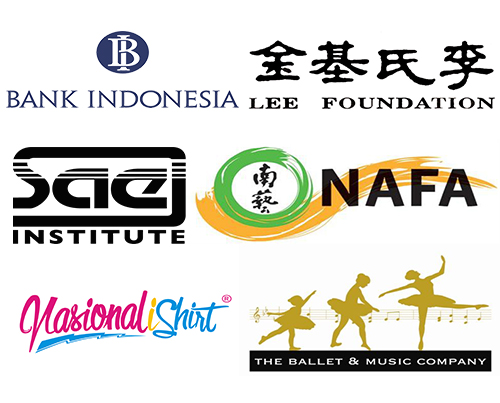 BI
BANK INDONESIA
金基氏李
LEE FOUNDATION
sae
INSTITUTE
南藝
NAFA
NasionaliShirt®
THE BALLET & MUSIC COMPANY